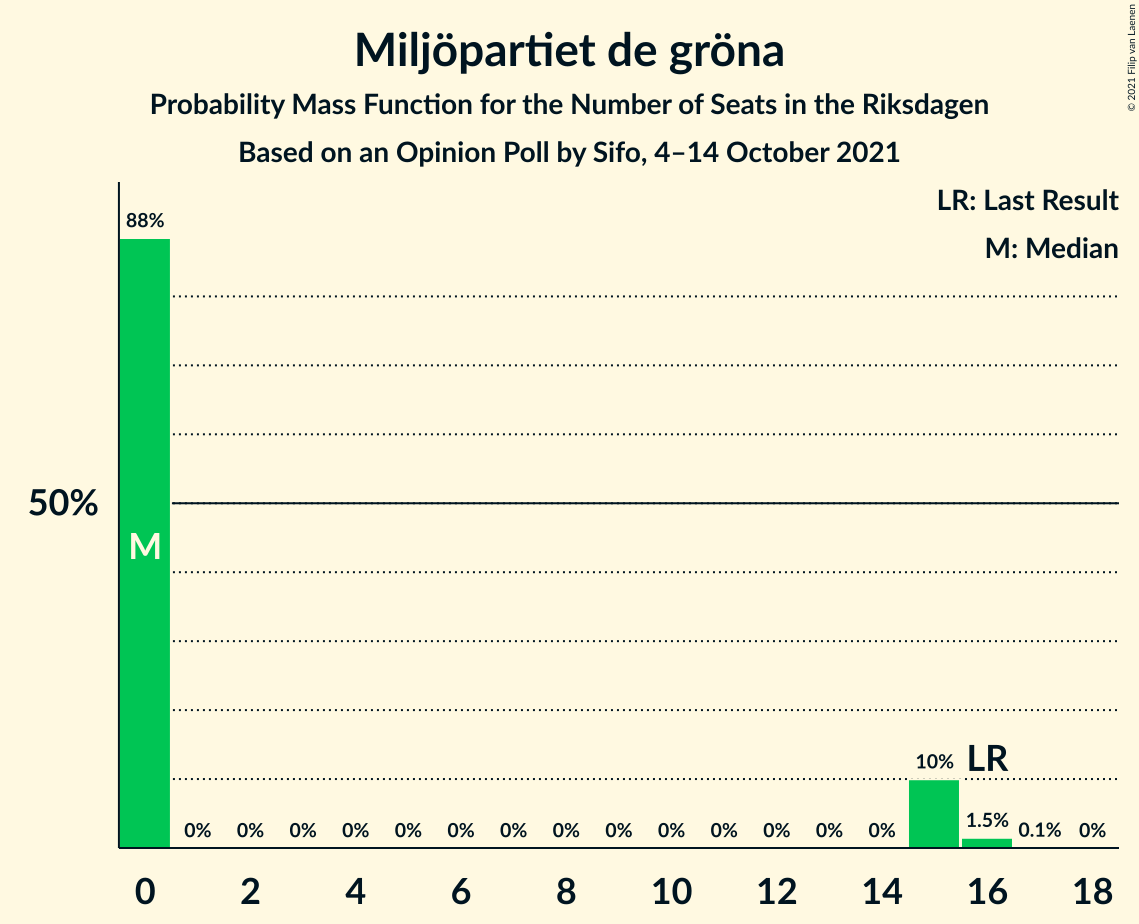 Miljöpartiet de gröna
Probability Mass Function for the Number of Seats in the Riksdagen
Based on an Opinion Poll by Sifo, 4–14 October 2021
© 2021 Filip van Laenen
LR: Last Result
M: Median
88%
50%
M
10% LR
0% 0% 0% 0% 0% 0% 0% 0% 0% 0% 0% 0% 0% 0% 1.5% 0.1% 0%
0 2 4 6 8 10 12 14 16 18